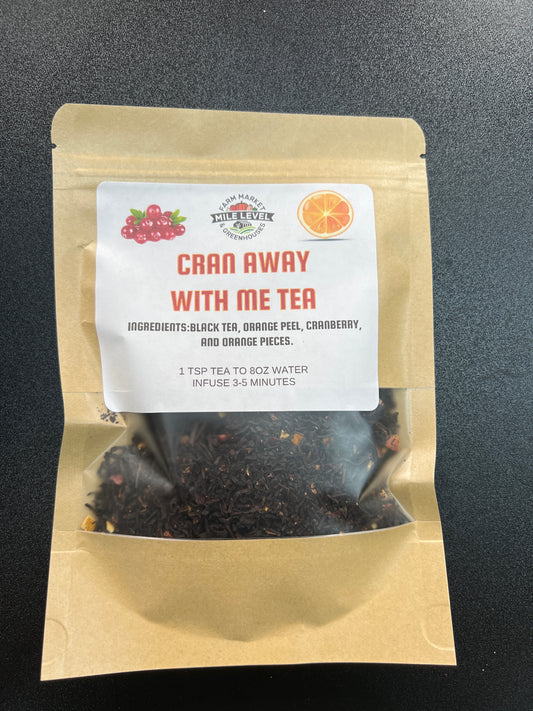 FARM MARKET
MILE LEVEL
& GREENHOUSES
CRAN AWAY
WITH ME TEA
INGREDIENTS:BLACK TEA, ORANGE PEEL, CRANBERRY,
AND ORANGE PIECES.
1 TSP TEA TO 8OZ WATER
INFUSE 3-5 MINUTES